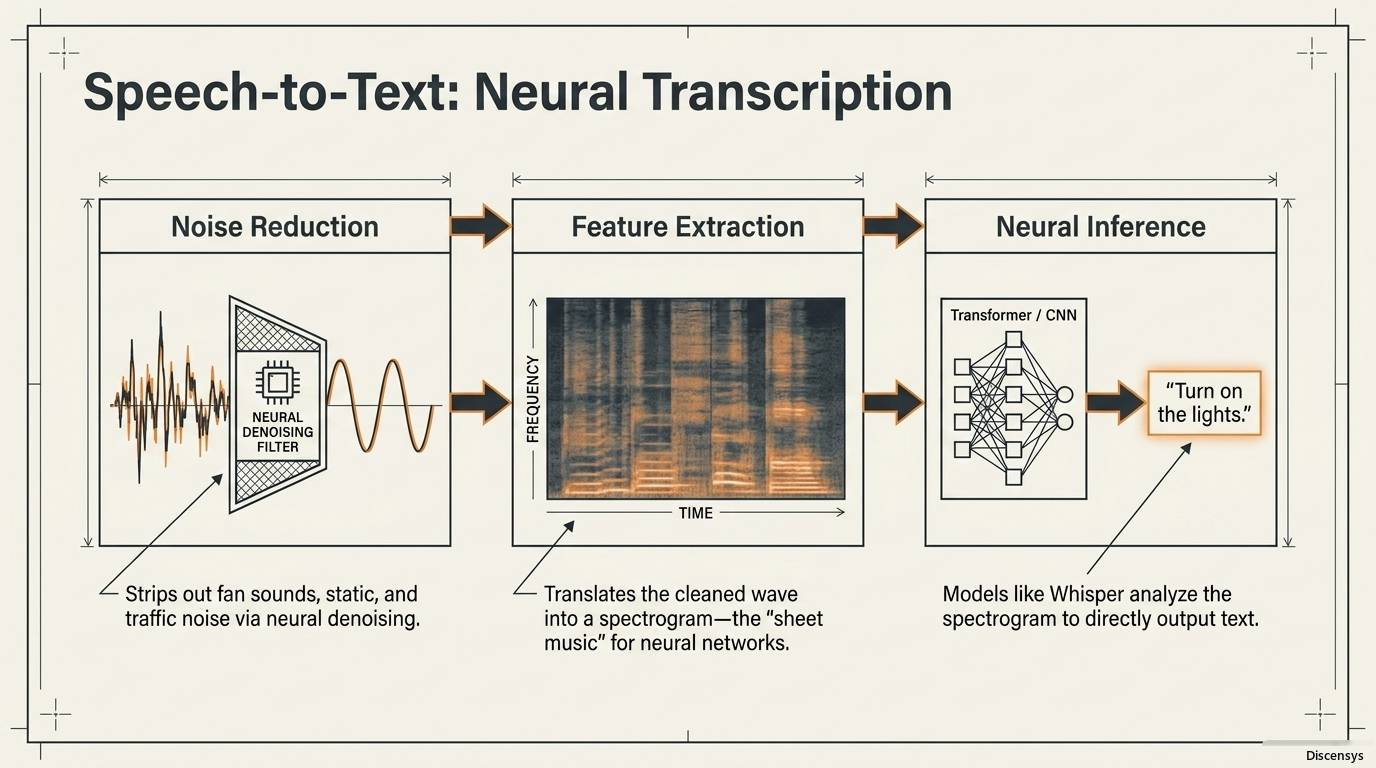 Speech-to-Text: Neural Transcription
Noise Reduction
NEURAL
DENOISING
FILTER
Strips out fan sounds, static, and
traffic noise via neural denoising.
Feature Extraction
FREQUENCY
TIME
Translates the cleaned wave
into a spectrogram—the “sheet
music” for neural networks.
Neural Inference
Transformer / CNN
“Turn on
the lights.”
Models like Whisper analyze the
spectrogram to directly output text.
Discensys